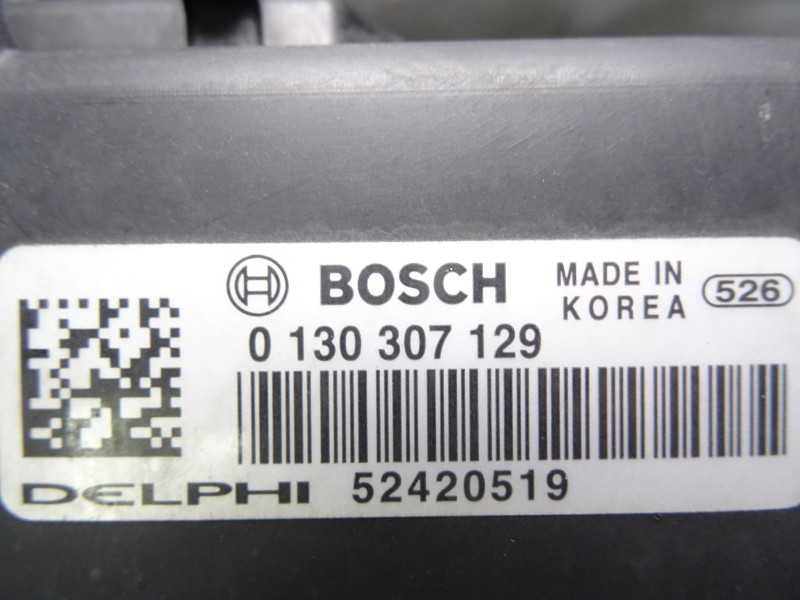 BOSCH
MADE IN
KOREA
526
0 130 307 129
DELPHI 52420519